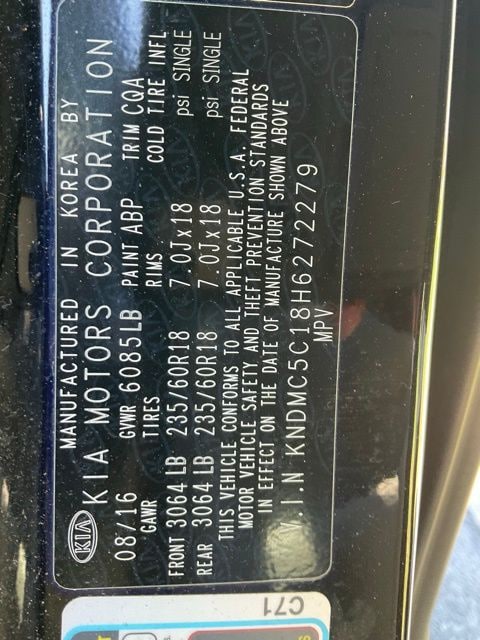 MANUFACTURED IN KOREA BY
KIA KIA MOTORS CORPORATION
08/16 GVWR 6085LB PAINT ABP TRIM CQA
GAWR TIRES RIMS COLD TIRE INFL
FRONT 3064 LB 235/60R18 7.0Jx18 psi SINGLE
REAR 3064 LB 235/60R18 7.0Jx18 psi SINGLE
THIS VEHICLE CONFORMS TO ALL APPLICABLE U.S.A. FEDERAL
MOTOR VEHICLE SAFETY AND THEFT PREVENTION STANDARDS
IN EFFECT ON THE DATE OF MANUFACTURE SHOWN ABOVE
V.I.N KNDMC5C18H6272279
MPV
C71